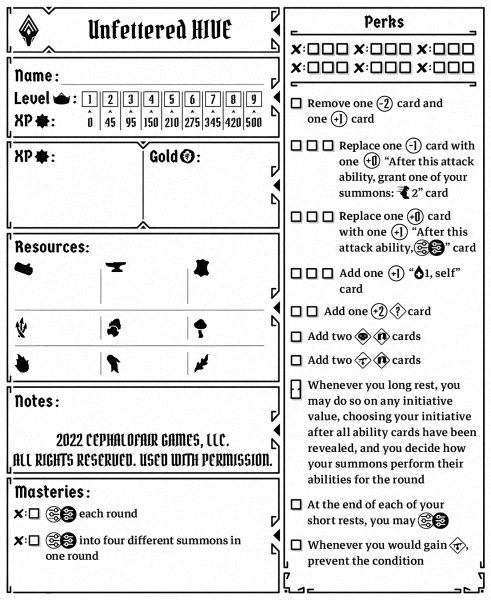 Unfettered HIVE
Name:
Level : 1 2 3 4 5 6 7 8 9
XP : 0 45 95 150 210 275 345 420 500
XP :
Gold :
Resources:
Notes:
2022 CEPHALOFAIR GAMES, LLC.
ALL RIGHTS RESERVED. USED WITH PERMISSION.
Masteries:
each round
into four different summons in
one round
Perks
Remove one -2 card and
one +1 card
Replace one -1 card with
one +0 “After this attack
ability, grant one of your
summons: 2” card
Replace one +0 card
with one +1 “After this
attack ability, ” card
Add one +1 “ 1, self”
card
Add one +2 ? card
Add two cards
Add two cards
Whenever you long rest, you
may do so on any initiative
value, choosing your initiative
after all ability cards have been
revealed, and you decide how
your summons perform their
abilities for the round
At the end of each of your
short rests, you may
Whenever you would gain ,
prevent the condition